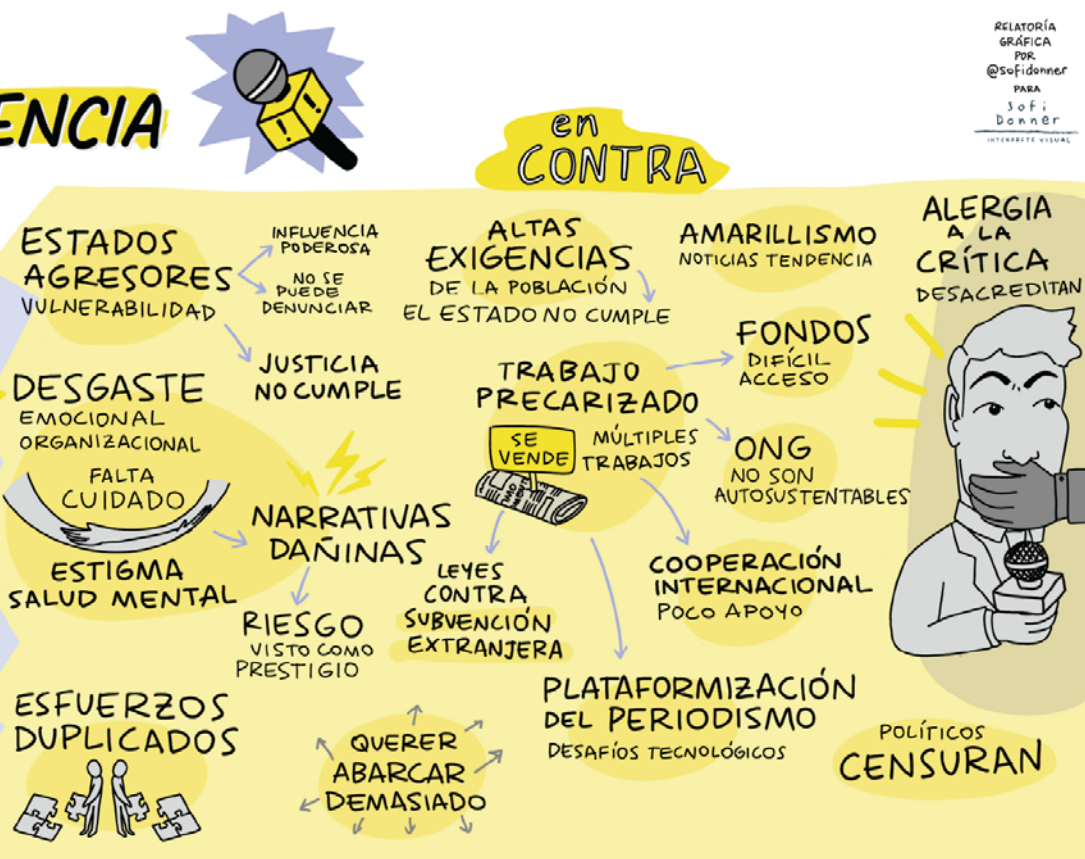 ENCIA
RELATORÍA
GRÁFICA
POR
@sofidonner
PARA
Sofi
Donner
INTÉRPRETE VISUAL
en
CONTRA
ESTADOS
AGRESORES
VULNERABILIDAD
INFLUENCIA
PODEROSA
NO SE
PUEDE
DENUNCIAR
JUSTICIA
NO CUMPLE
ALTAS
EXIGENCIAS
DE LA POBLACIÓN
EL ESTADO NO CUMPLE
AMARILLISMO
NOTICIAS TENDENCIA
ALERGIA
A LA
CRÍTICA
DESACREDITAN
DESGASTE
EMOCIONAL
ORGANIZACIONAL
FALTA
CUIDADO
ESTIGMA
SALUD MENTAL
NARRATIVAS
DAÑINAS
RIESGO
VISTO COMO
PRESTIGIO
TRABAJO
PRECARIZADO
SE
VENDE
MÚLTIPLES
TRABAJOS
FONDOS
DIFÍCIL
ACCESO
ONG
NO SON
AUTOSUSTENTABLES
LEYES
CONTRA
SUBVENCIÓN
EXTRANJERA
COOPERACIÓN
INTERNACIONAL
POCO APOYO
PLATAFORMIZACIÓN
DEL PERIODISMO
DESAFÍOS TECNOLÓGICOS
ESFUERZOS
DUPLICADOS
QUERER
ABARCAR
DEMASIADO
POLÍTICOS
CENSURAN